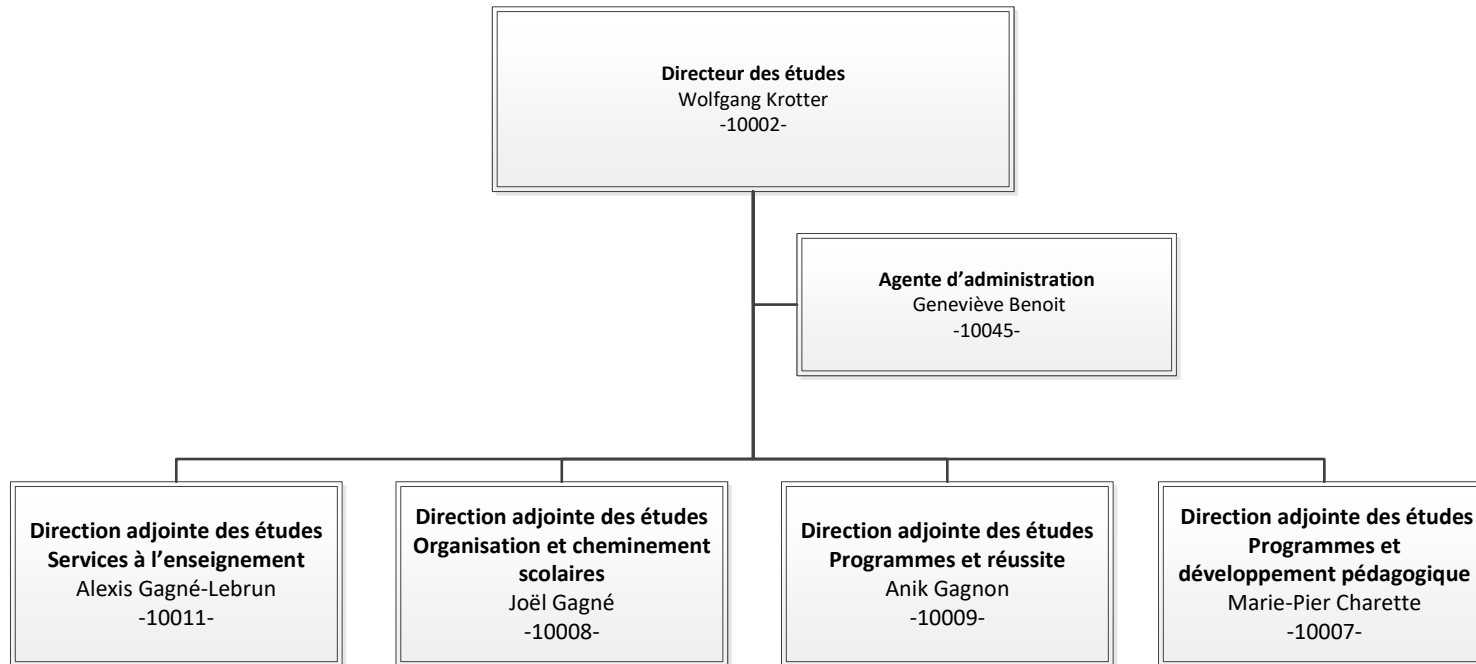 Directeur des études
Wolfgang Krotter
-10002-
Agente d’administration
Geneviève Benoit
-10045-
Direction adjointe des études
Services à l’enseignement
Alexis Gagné-Lebrun
-10011-
Direction adjointe des études
Organisation et cheminement
scolaires
Joël Gagné
-10008-
Direction adjointe des études
Programmes et réussite
Anik Gagnon
-10009-
Direction adjointe des études
Programmes et
développement pédagogique
Marie-Pier Charette
-10007-